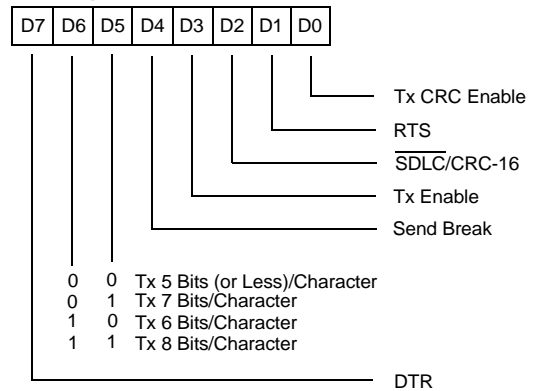 D7 D6 D5 D4 D3 D2 D1 D0
Tx CRC Enable
RTS
SDLC/CRC-16
Tx Enable
Send Break
0 0 Tx 5 Bits (or Less)/Character
0 1 Tx 7 Bits/Character
1 0 Tx 6 Bits/Character
1 1 Tx 8 Bits/Character
DTR